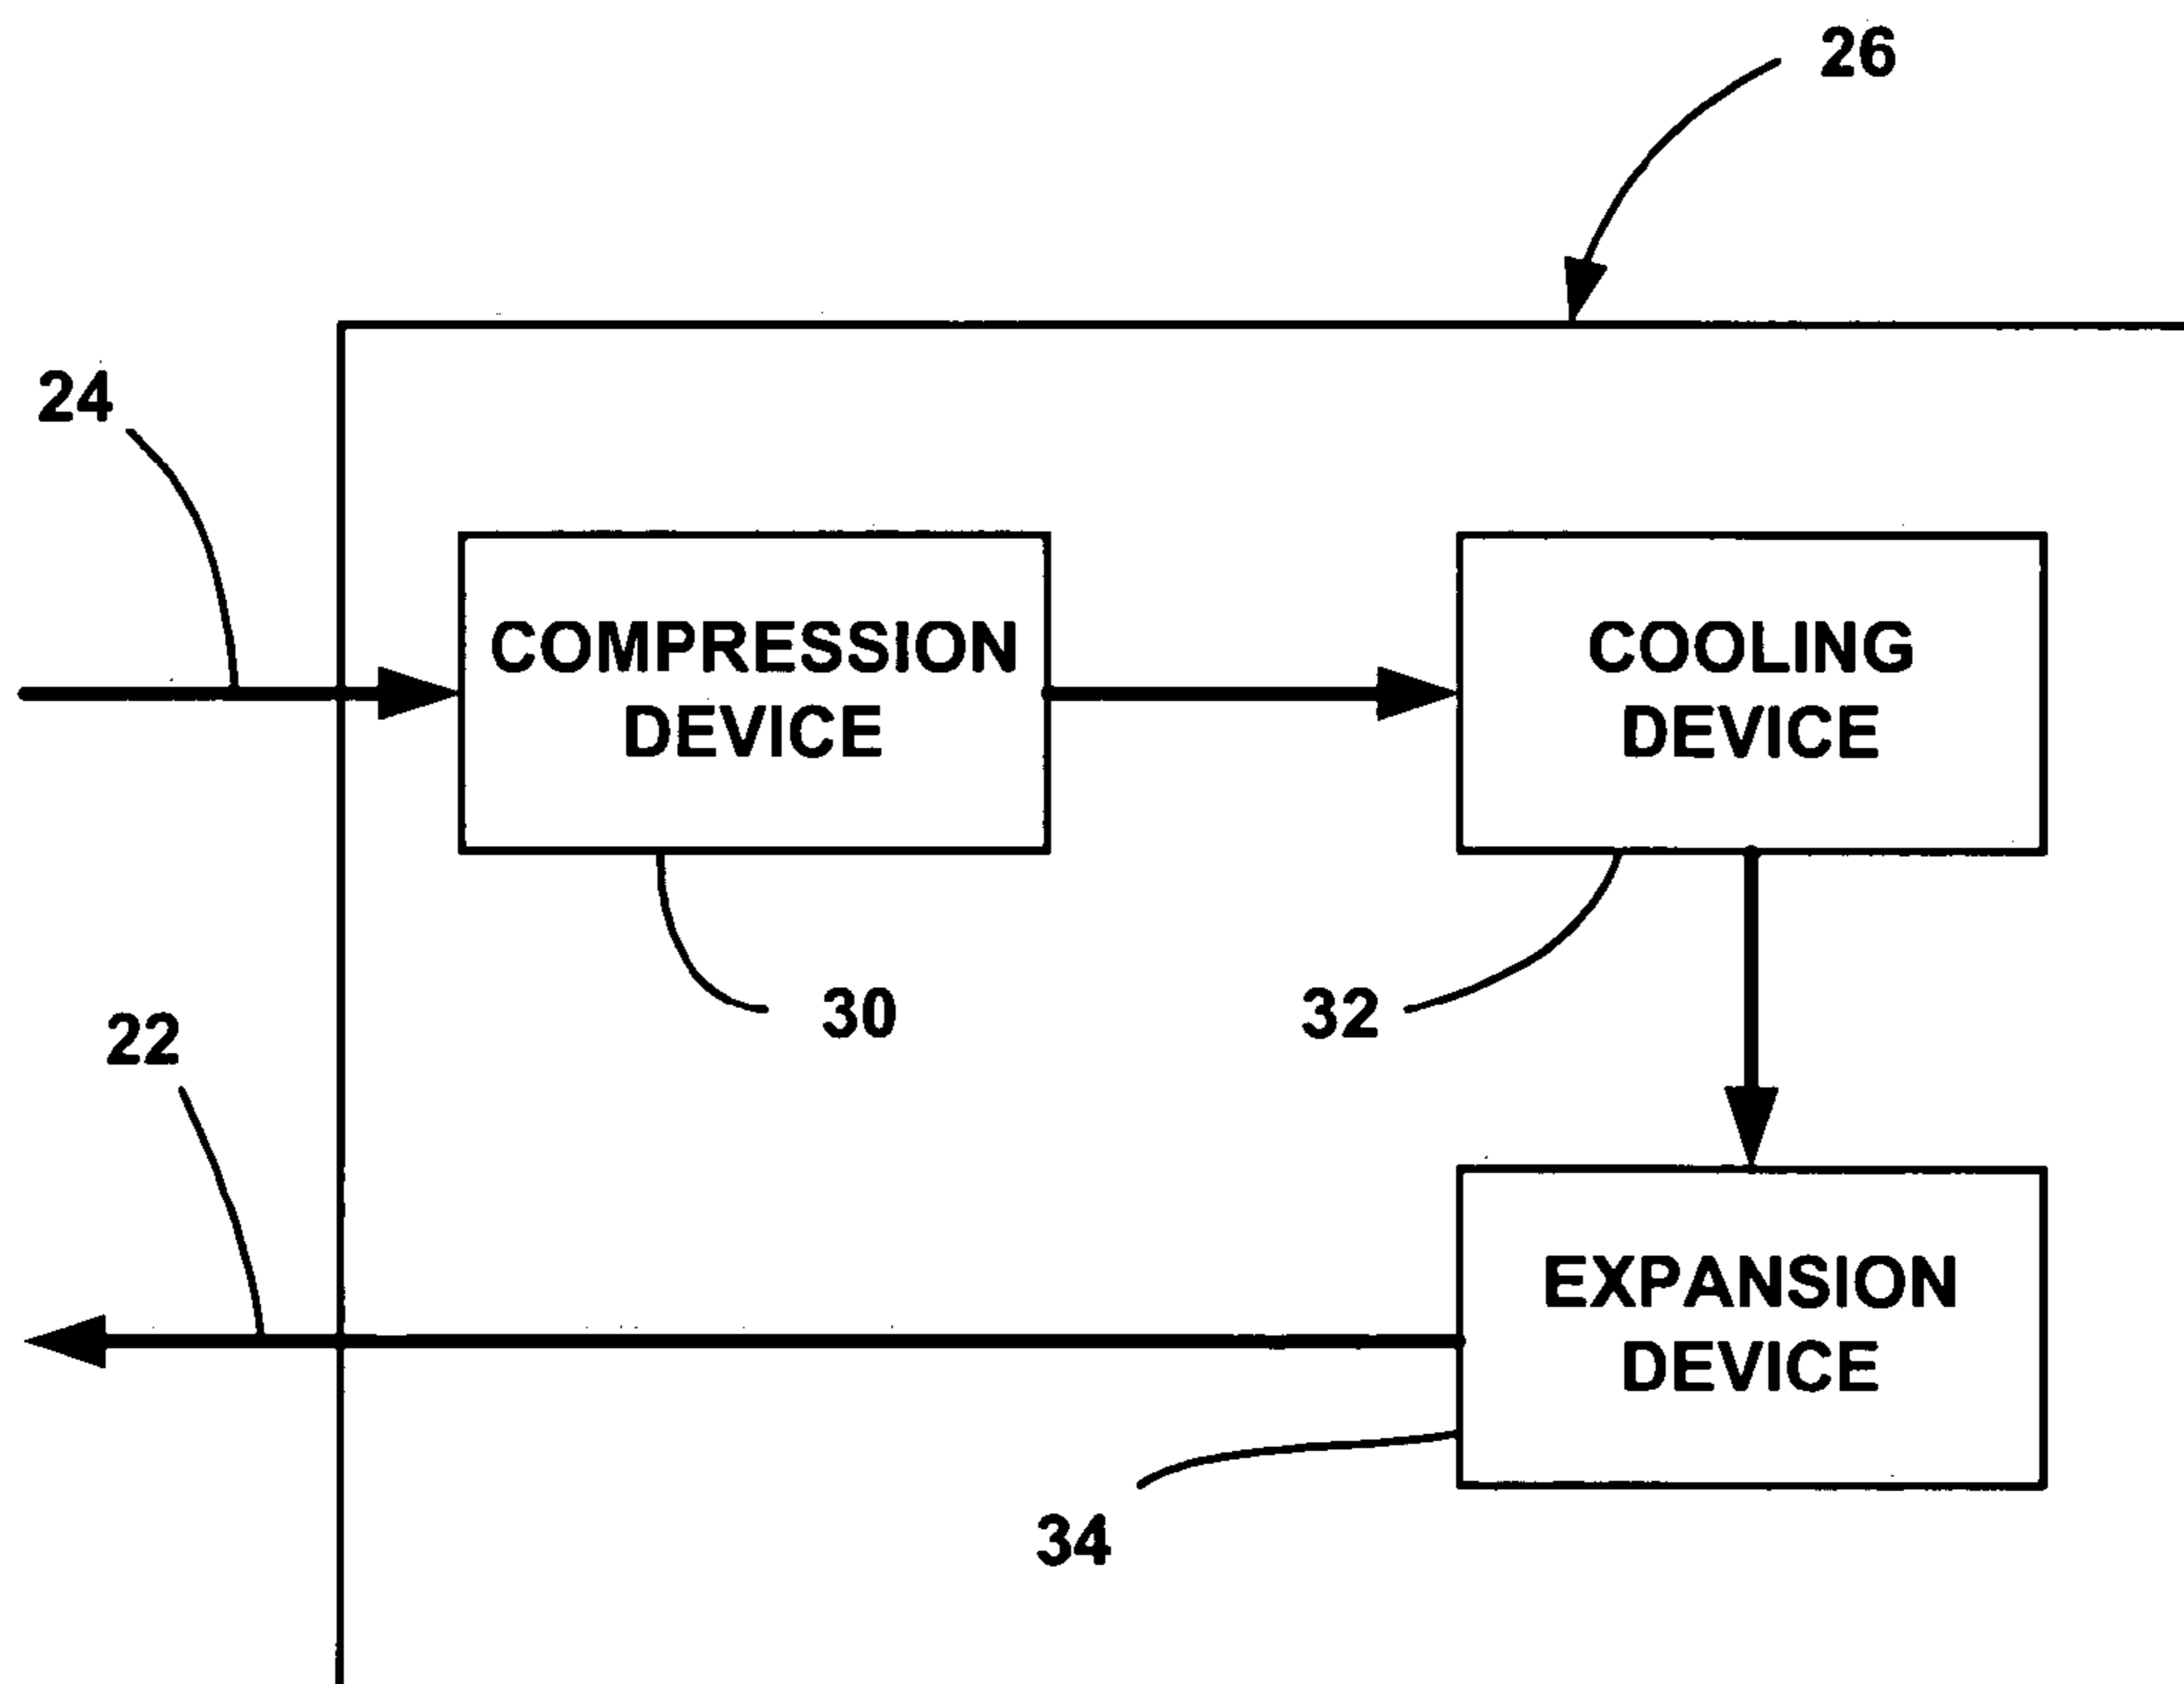 26
24
COMPRESSION
DEVICE
COOLING
DEVICE
30
32
22
EXPANSION
DEVICE
34